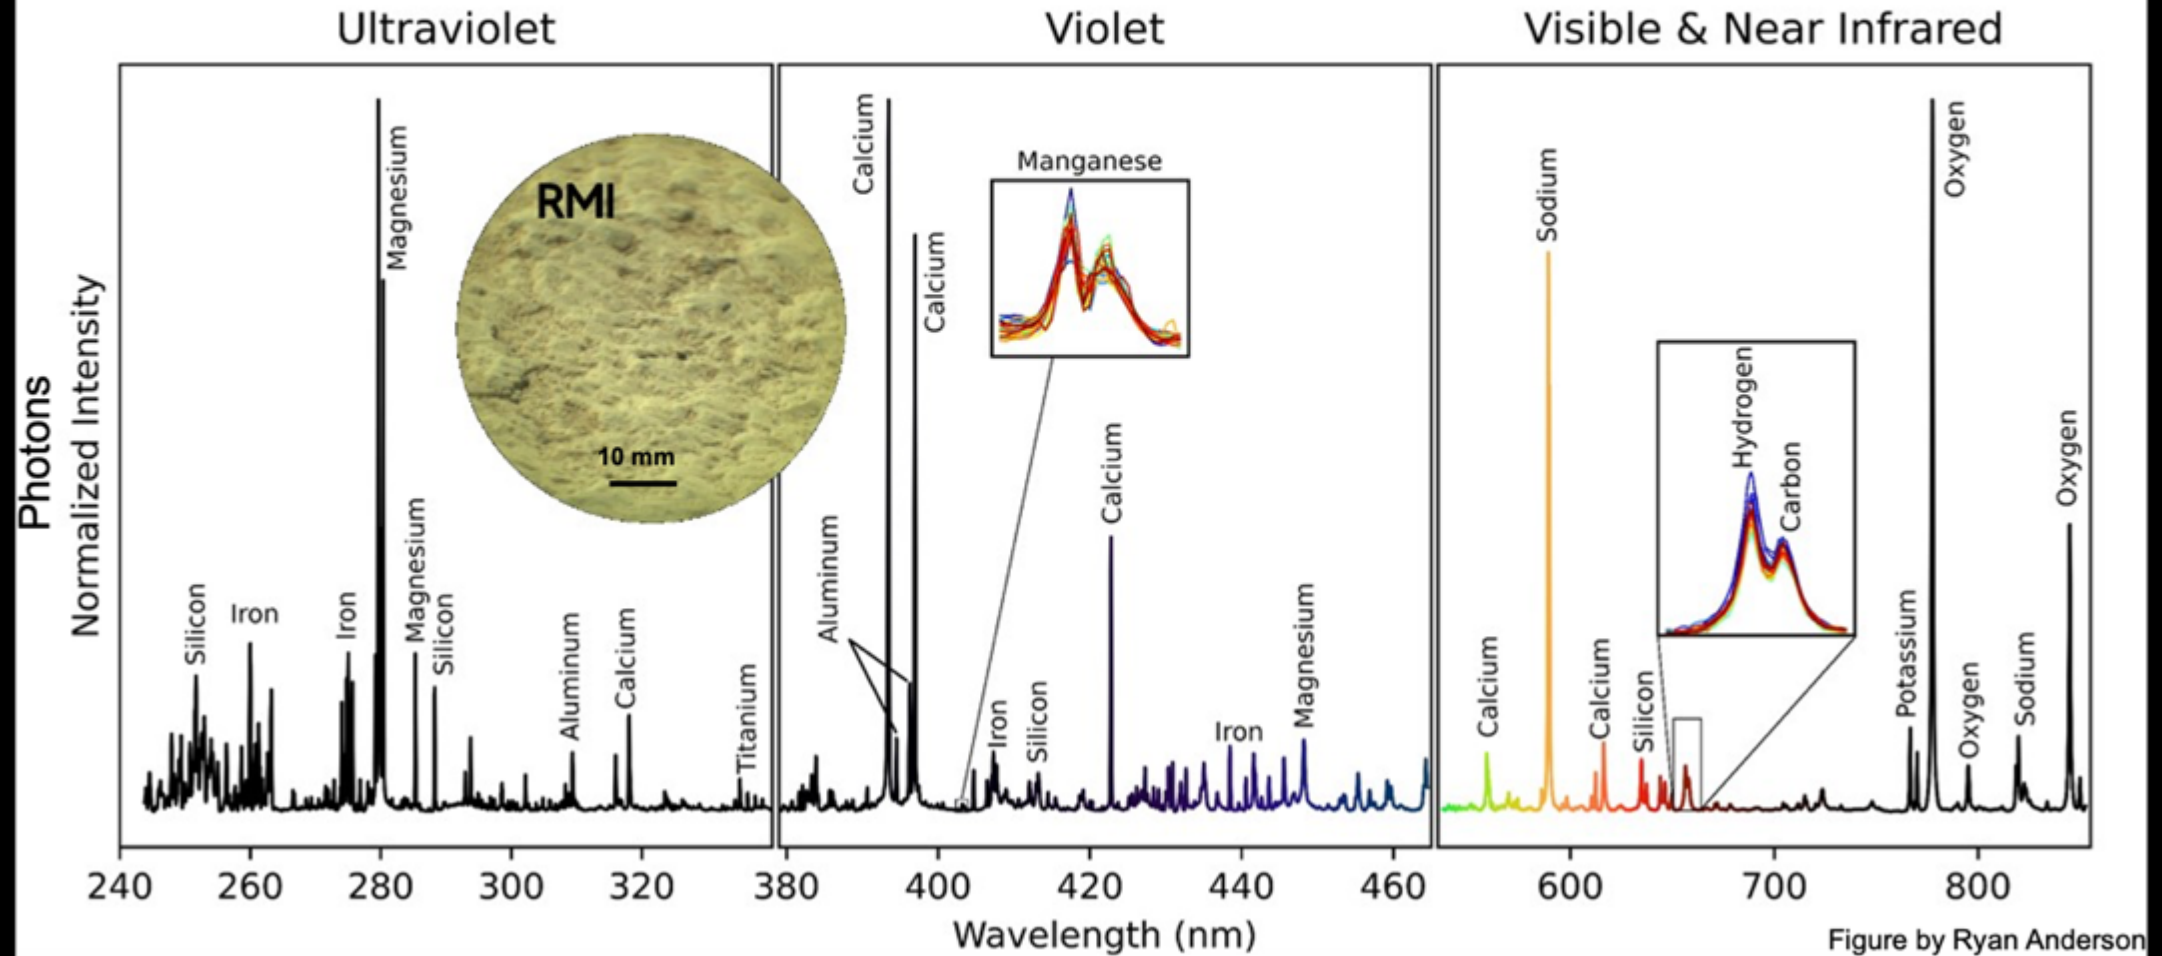 Ultraviolet
Violet
Visible & Near Infrared
Photons
Normalized Intensity
Silicon
Iron
Iron
Magnesium
Magnesium
Silicon
Aluminum
Calcium
Titanium
RMI
10 mm
Aluminum
Calcium
Calcium
Manganese
Iron
Silicon
Calcium
Iron
Magnesium
Calcium
Sodium
Calcium
Silicon
Hydrogen
Carbon
Potassium
Oxygen
Oxygen
Sodium
Oxygen
240 260 280 300 320 380 400 420 440 460 600 700 800
Wavelength (nm)
Figure by Ryan Anderson